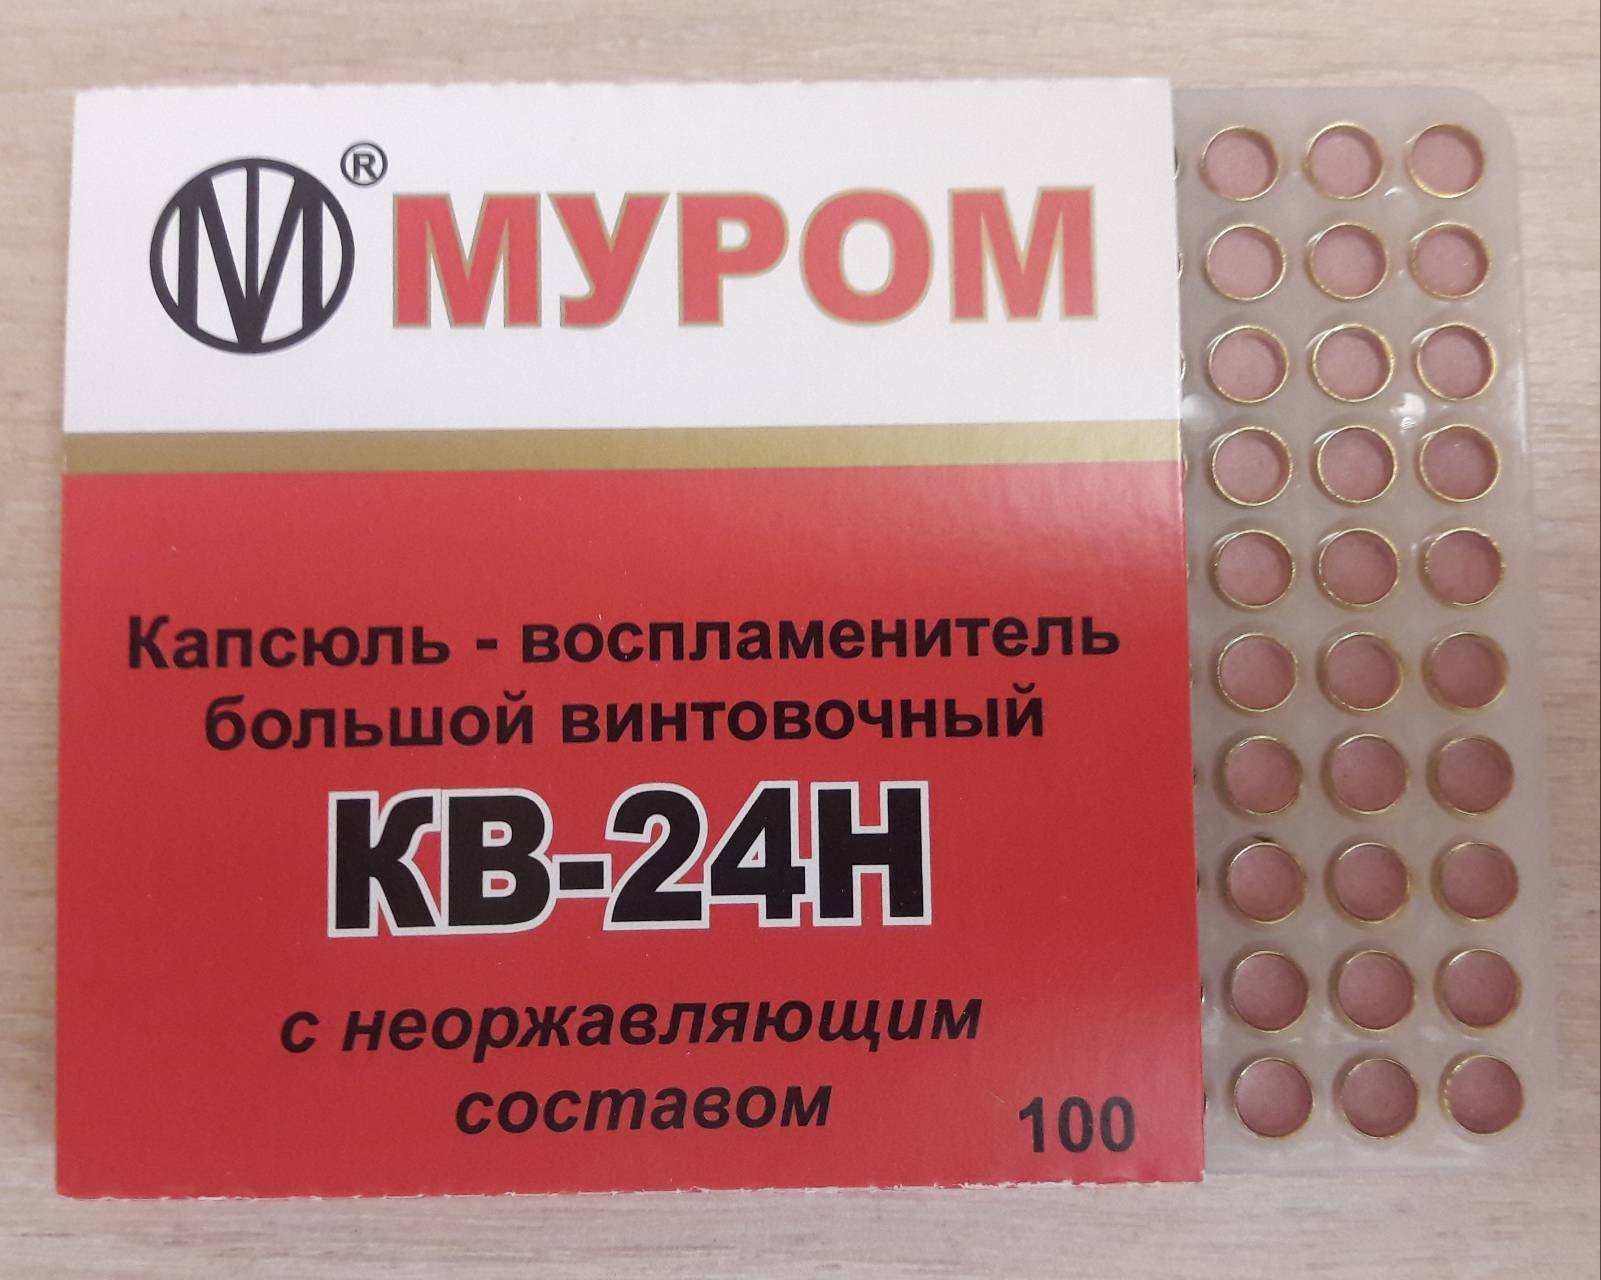 ® МУРОМ
Капсюль - воспламенитель
большой винтовочный
КВ-24Н
с неоржавляющим
составом
100